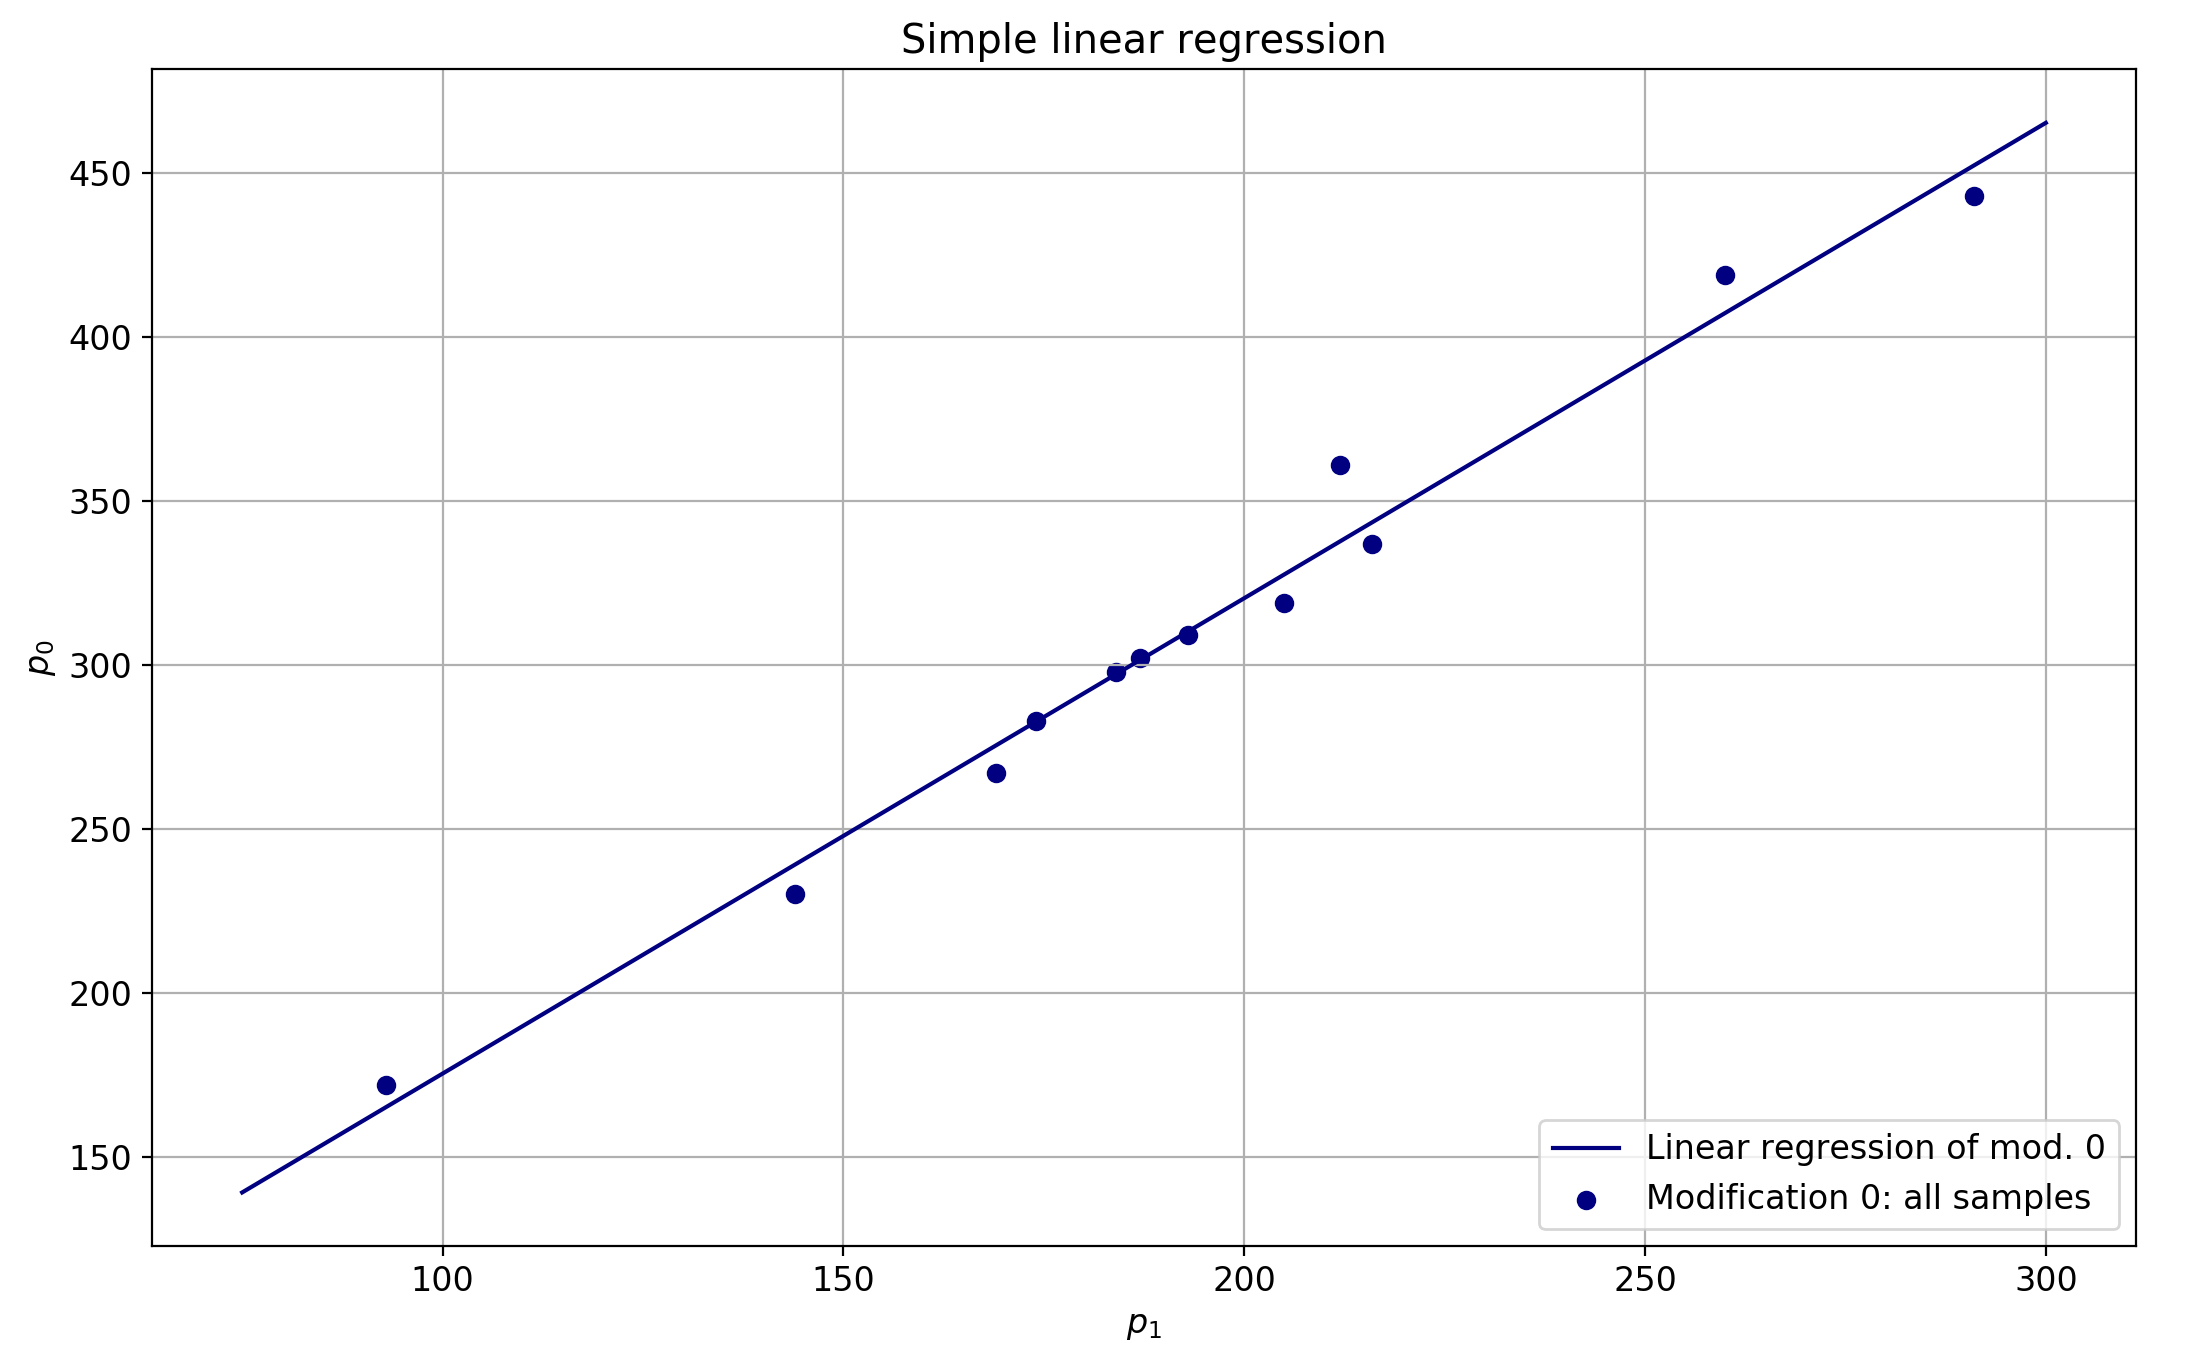 Simple linear regression
450
400
350
300
250
200
150
p₀
100 150 200 250 300
p₁
Linear regression of mod. 0
Modification 0: all samples